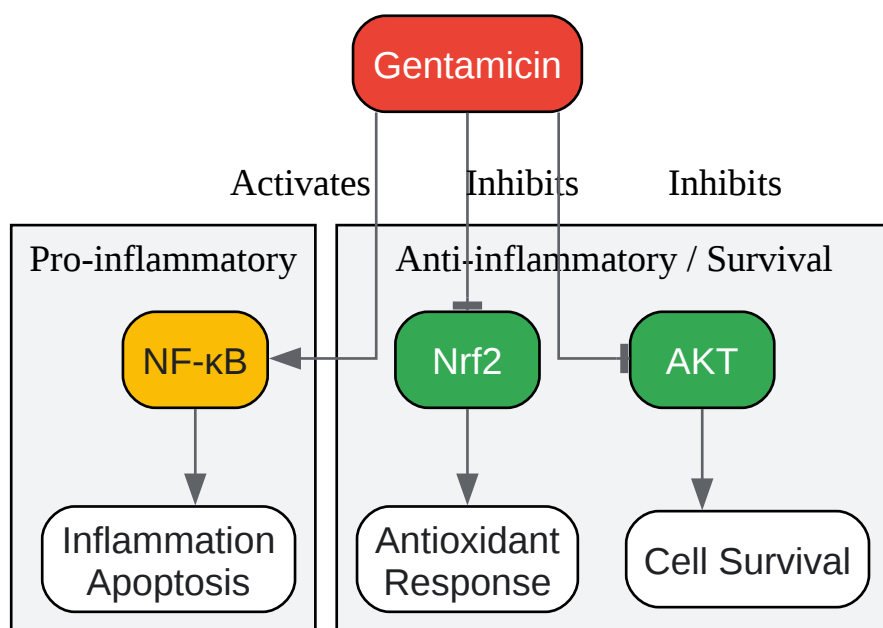 Gentamicin
Activates
Inhibits
Inhibits
Pro-inflammatory
Anti-inflammatory / Survival
NF-κB
Nrf2
AKT
Inflammation
Apoptosis
Antioxidant
Response
Cell Survival